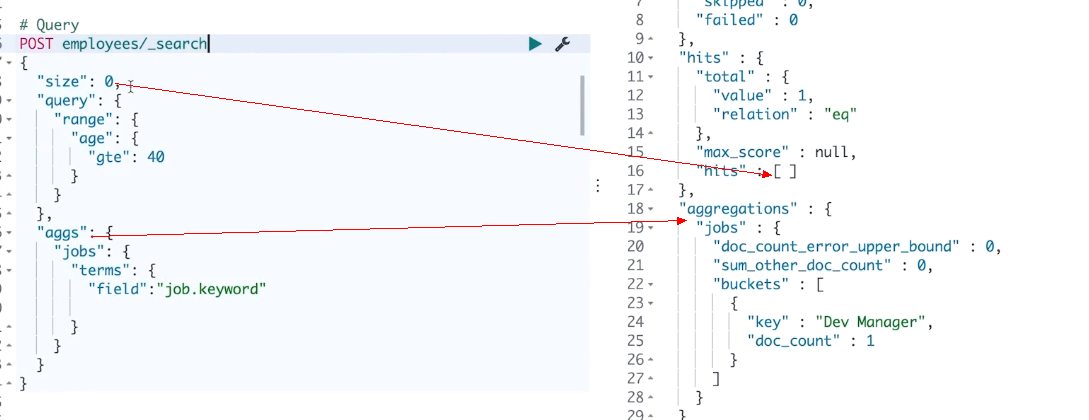 # Query
POST employees/_search
{
"size": 0,
"query": {
"range": {
"age": {
"gte": 40
}
}
},
"aggs": {
"jobs": {
"terms": {
"field":"job.keyword"
}
}
}
}
7 "skipped" : 0,
8 "failed" : 0
9 },
10 "hits" : {
11 "total" : {
12 "value" : 1,
13 "relation" : "eq"
14 },
15 "max_score" : null,
16 "hits" : [ ]
17 },
18 "aggregations" : {
19 "jobs" : {
20 "doc_count_error_upper_bound" : 0,
21 "sum_other_doc_count" : 0,
22 "buckets" : [
23 {
24 "key" : "Dev Manager",
25 "doc_count" : 1
26 }
27 ]
28 }
29 }